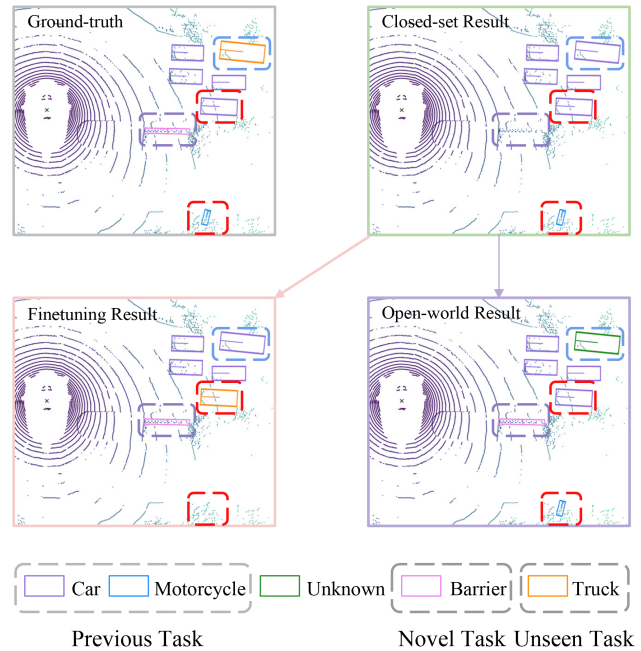 Ground-truth
Closed-set Result
Finetuning Result
Open-world Result
Car Motorcycle Unknown Barrier Truck
Previous Task Novel Task Unseen Task